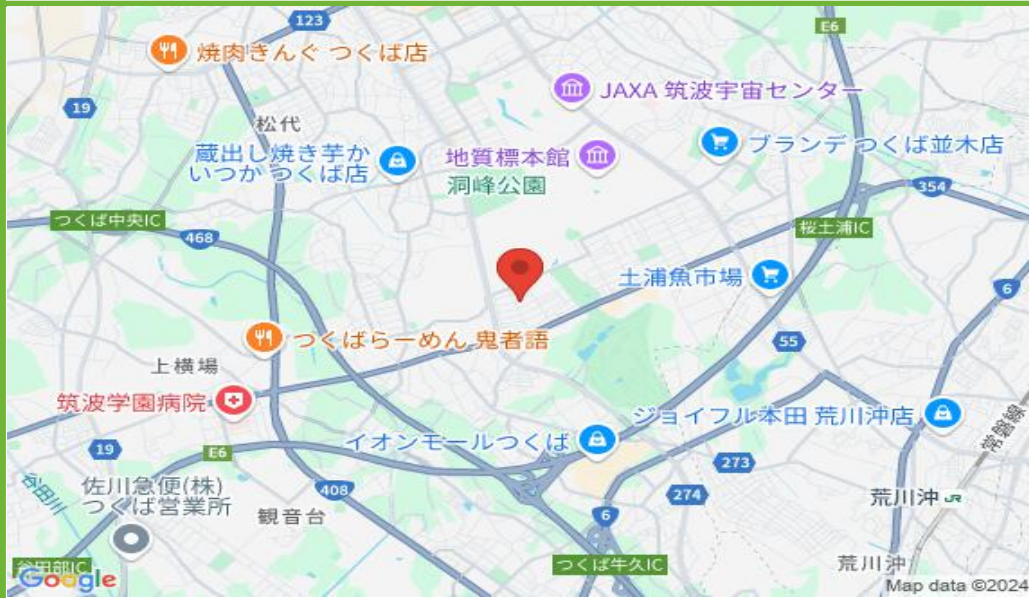 123
E6
焼肉きんぐ つくば店
JAXA 筑波宇宙センター
19
松代
蔵出し焼き芋か
いつか つくば店
地質標本館
洞峰公園
ブランデ つくば並木店
354
つくば中央IC
468
桜土浦IC
土浦魚市場
6
つくばらーめん 鬼者語
55
上横場
筑波学園病院
ジョイフル本田 荒川沖店
イオンモールつくば
常磐線
19
E6
273
谷田川
佐川急便(株)
つくば営業所
408
274
荒川沖 JR
観音台
6
谷田部IC
つくば牛久IC
荒川沖
Google
Map data ©2024